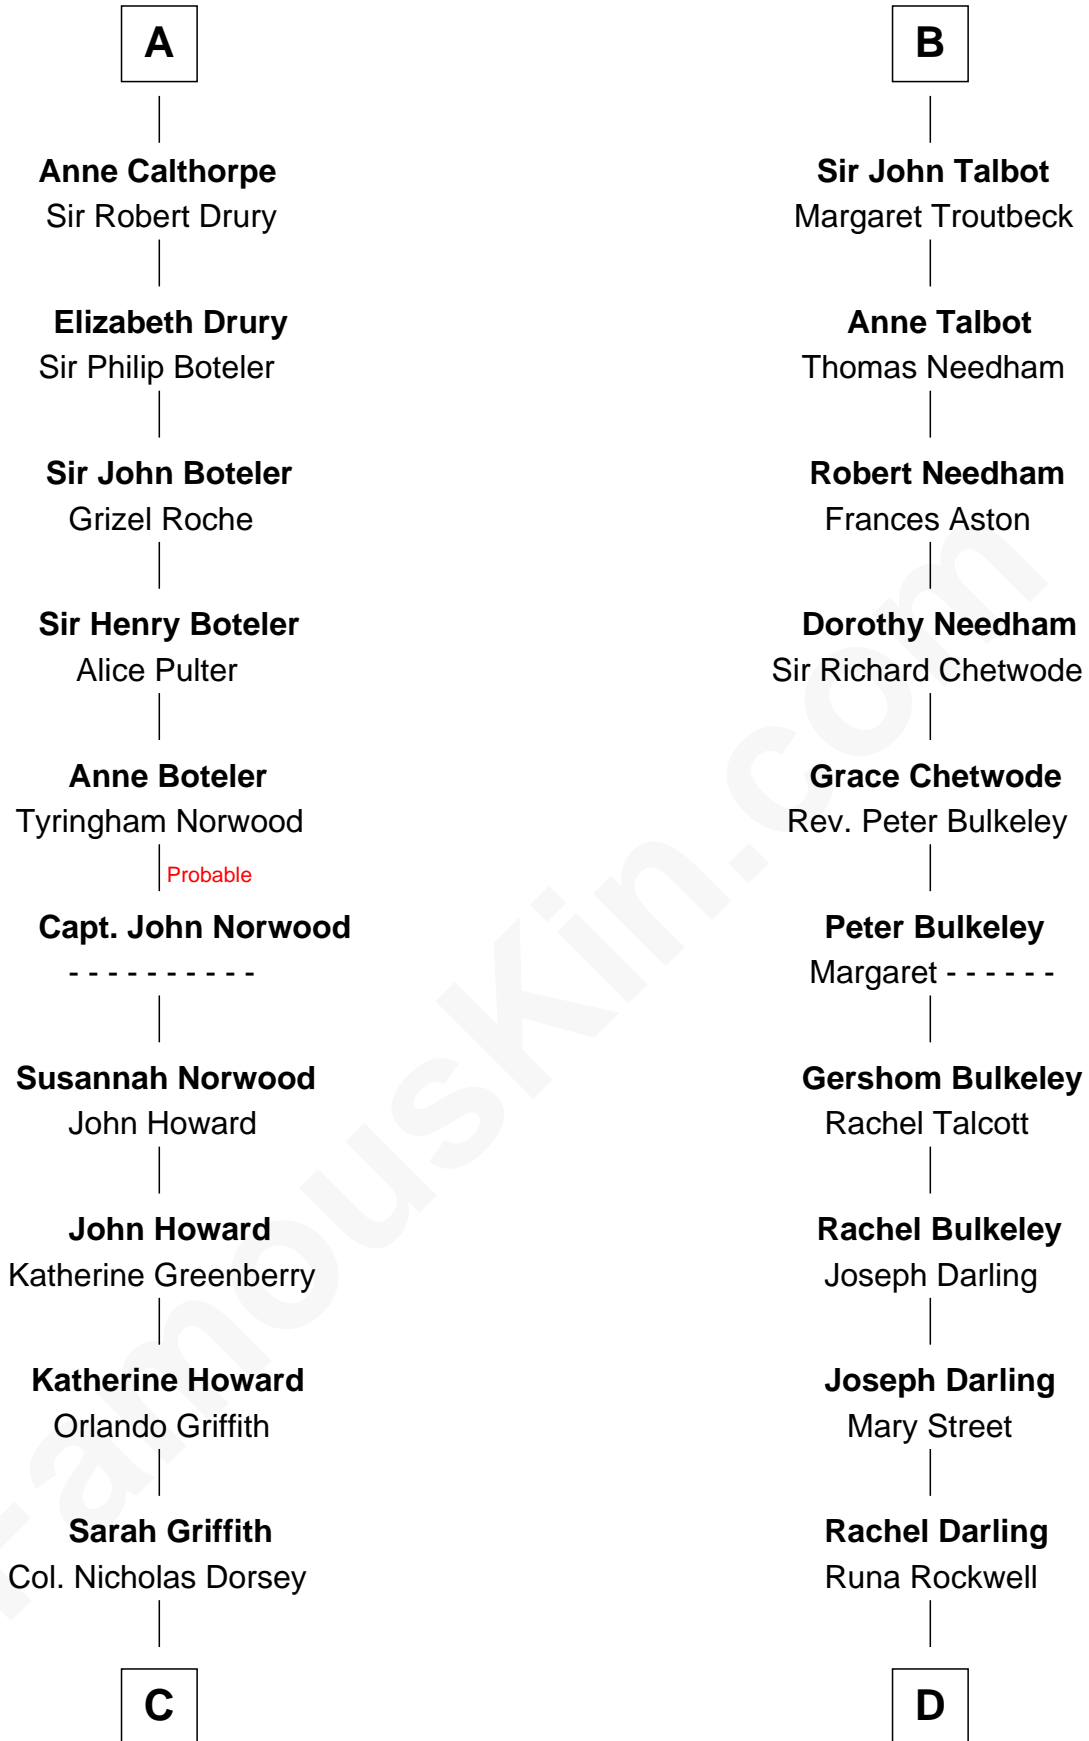 A
Anne Calthorpe
Sir Robert Drury
Elizabeth Drury
Sir Philip Boteler
Sir John Boteler
Grizel Roche
Sir Henry Boteler
Alice Pulter
Anne Boteler
Tyringham Norwood
Probable
Capt. John Norwood
- - - - - - - - - -
Susannah Norwood
John Howard
John Howard
Katherine Greenberry
Katherine Howard
Orlando Griffith
Sarah Griffith
Col. Nicholas Dorsey
C
B
Sir John Talbot
Margaret Troutbeck
Anne Talbot
Thomas Needham
Robert Needham
Frances Aston
Dorothy Needham
Sir Richard Chetwode
Grace Chetwode
Rev. Peter Bulkeley
Peter Bulkeley
Margaret - - - - - -
Gershom Bulkeley
Rachel Talcott
Rachel Bulkeley
Joseph Darling
Joseph Darling
Mary Street
Rachel Darling
Runa Rockwell
D
FamousKin.com